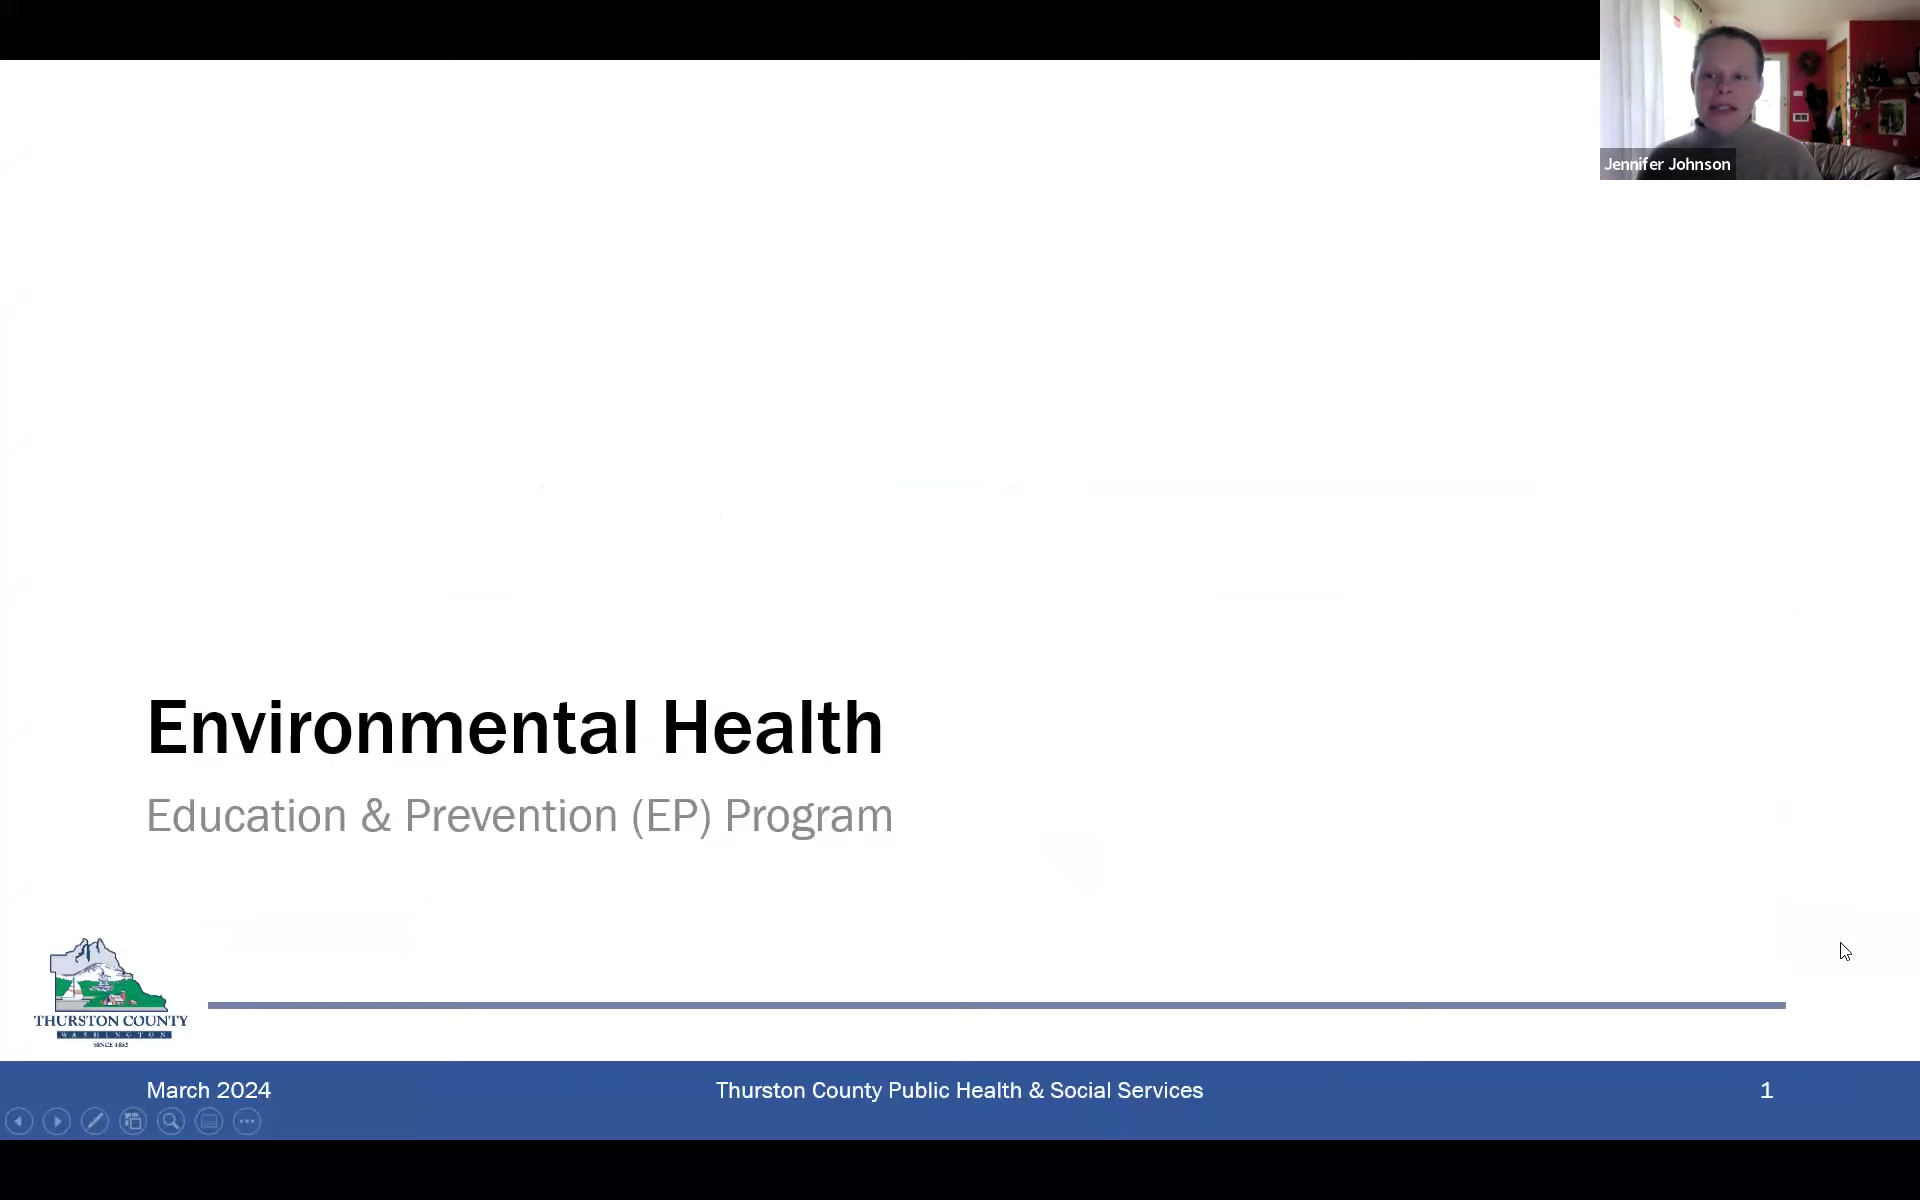 Jennifer Johnson
Environmental Health
Education & Prevention (EP) Program
THURSTON COUNTY
WASHINGTON
SINCE 1852
March 2024
Thurston County Public Health & Social Services
1